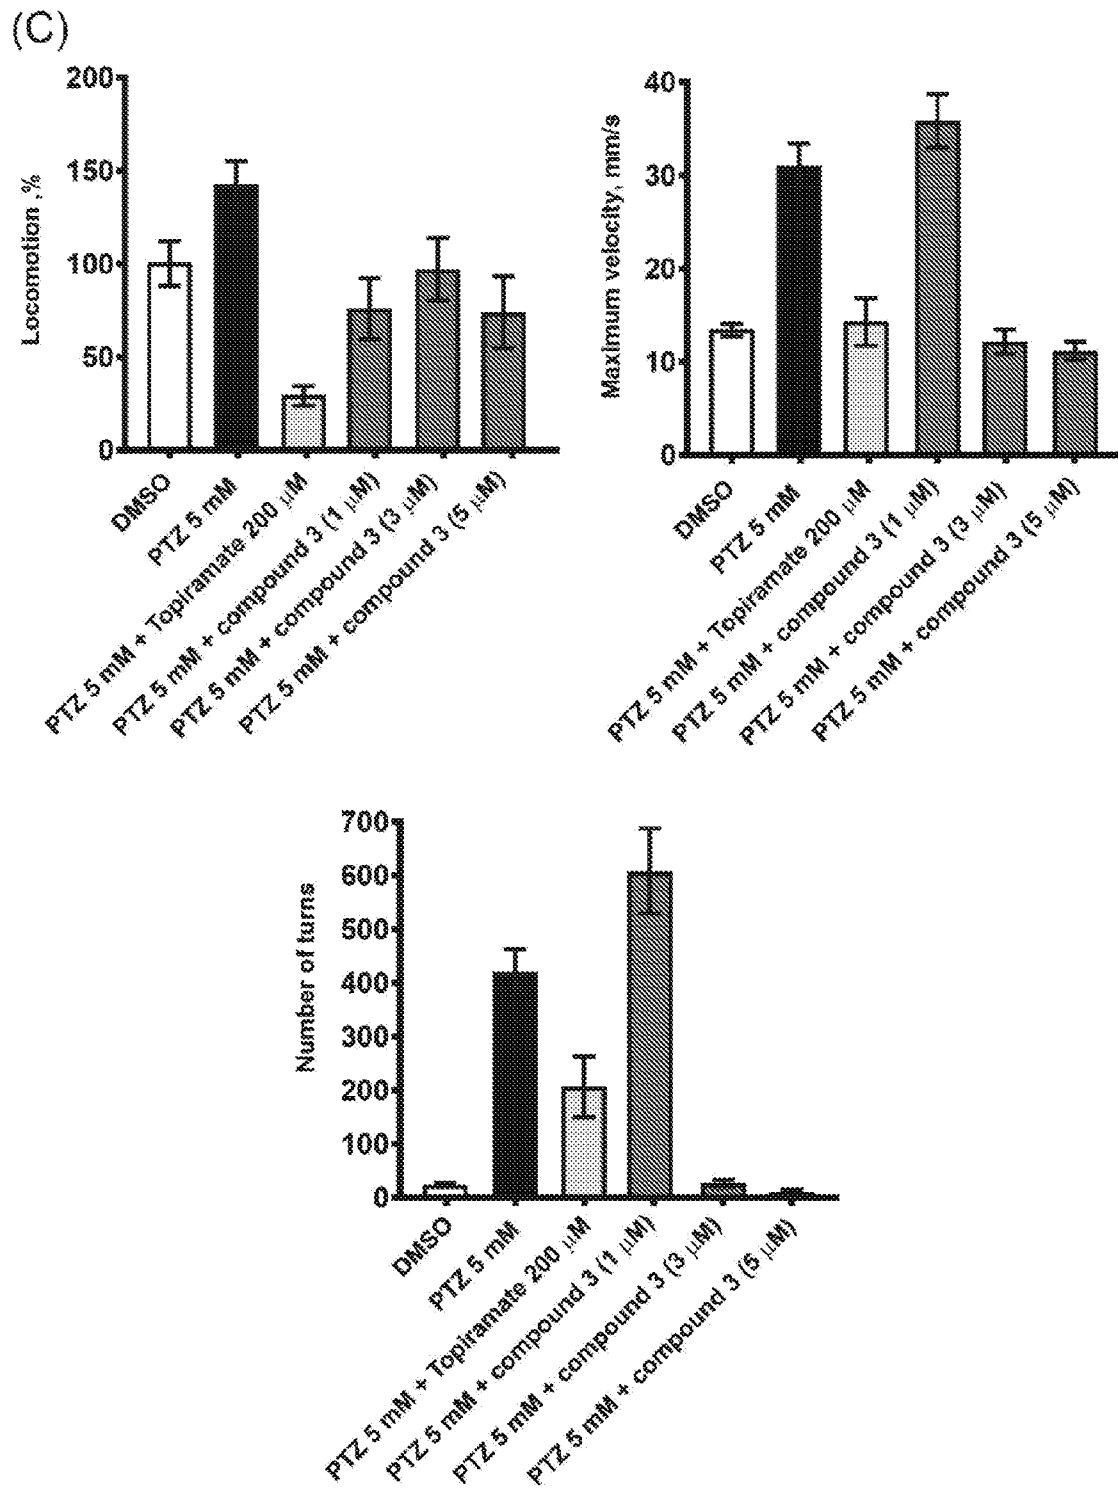 (C)
200
150
100
50
0
Locomotion ,%
DMSO
PTZ 5 mM
PTZ 5 mM + Topiramate 200 µM
PTZ 5 mM + compound 3 (1 µM)
PTZ 5 mM + compound 3 (3 µM)
PTZ 5 mM + compound 3 (5 µM)
40
30
20
10
0
Maximum velocity, mm/s
DMSO
PTZ 5 mM
PTZ 5 mM + Topiramate 200 µM
PTZ 5 mM + compound 3 (1 µM)
PTZ 5 mM + compound 3 (3 µM)
PTZ 5 mM + compound 3 (5 µM)
700
600
500
400
300
200
100
0
Number of turns
DMSO
PTZ 5 mM
PTZ 5 mM + Topiramate 200 µM
PTZ 5 mM + compound 3 (1 µM)
PTZ 5 mM + compound 3 (3 µM)
PTZ 5 mM + compound 3 (5 µM)